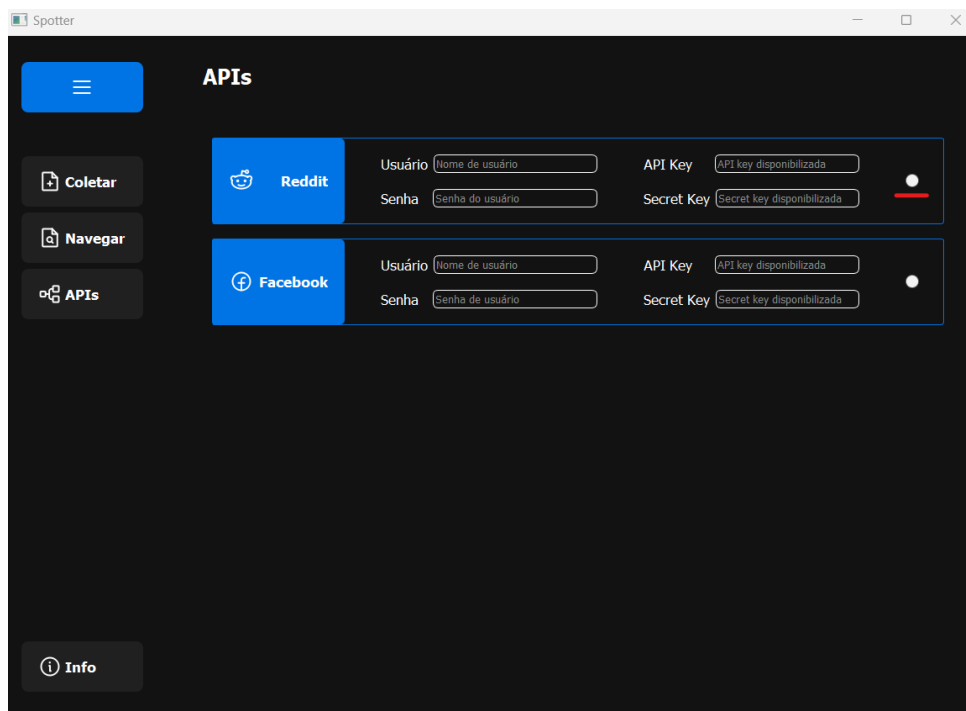 Spotter
APIs
Coletar
Navegar
APIs
Info
Reddit
Usuário Nome de usuário API Key API key disponibilizada
Senha Senha do usuário Secret Key Secret key disponibilizada
Facebook
Usuário Nome de usuário API Key API key disponibilizada
Senha Senha de usuário Secret Key Secret key disponibilizada